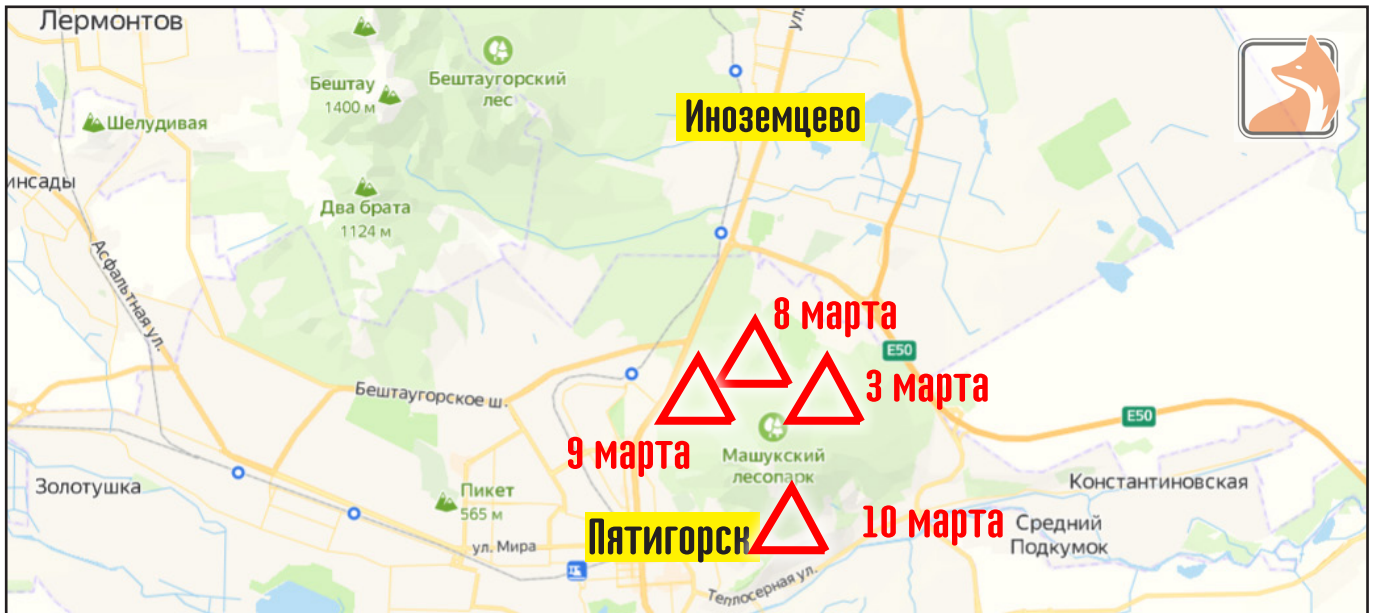 Лермонтов
ул.
Бештау
1400 м
Бештаугорский
лес
Шелудивая
Иноземцево
инсады
Два брата
1124 м
Асфальтная ул.
8 марта
E50
3 марта
Бештаугорское ш.
E50
9 марта
Машукский
лесопарк
Золотушка
Пикет
565 м
Константиновская
10 марта
Средний
Подкумок
Пятигорск
ул. Мира
Теплосерная ул.